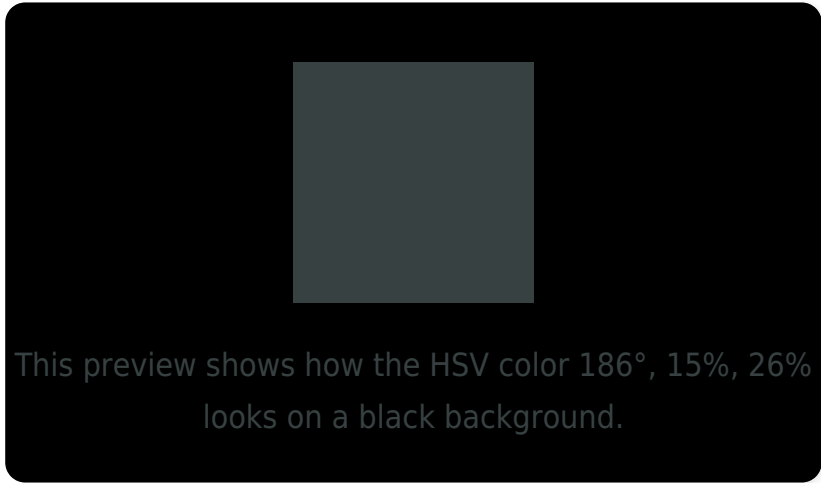 This preview shows how the HSV color 186°, 15%, 26%
looks on a black background.